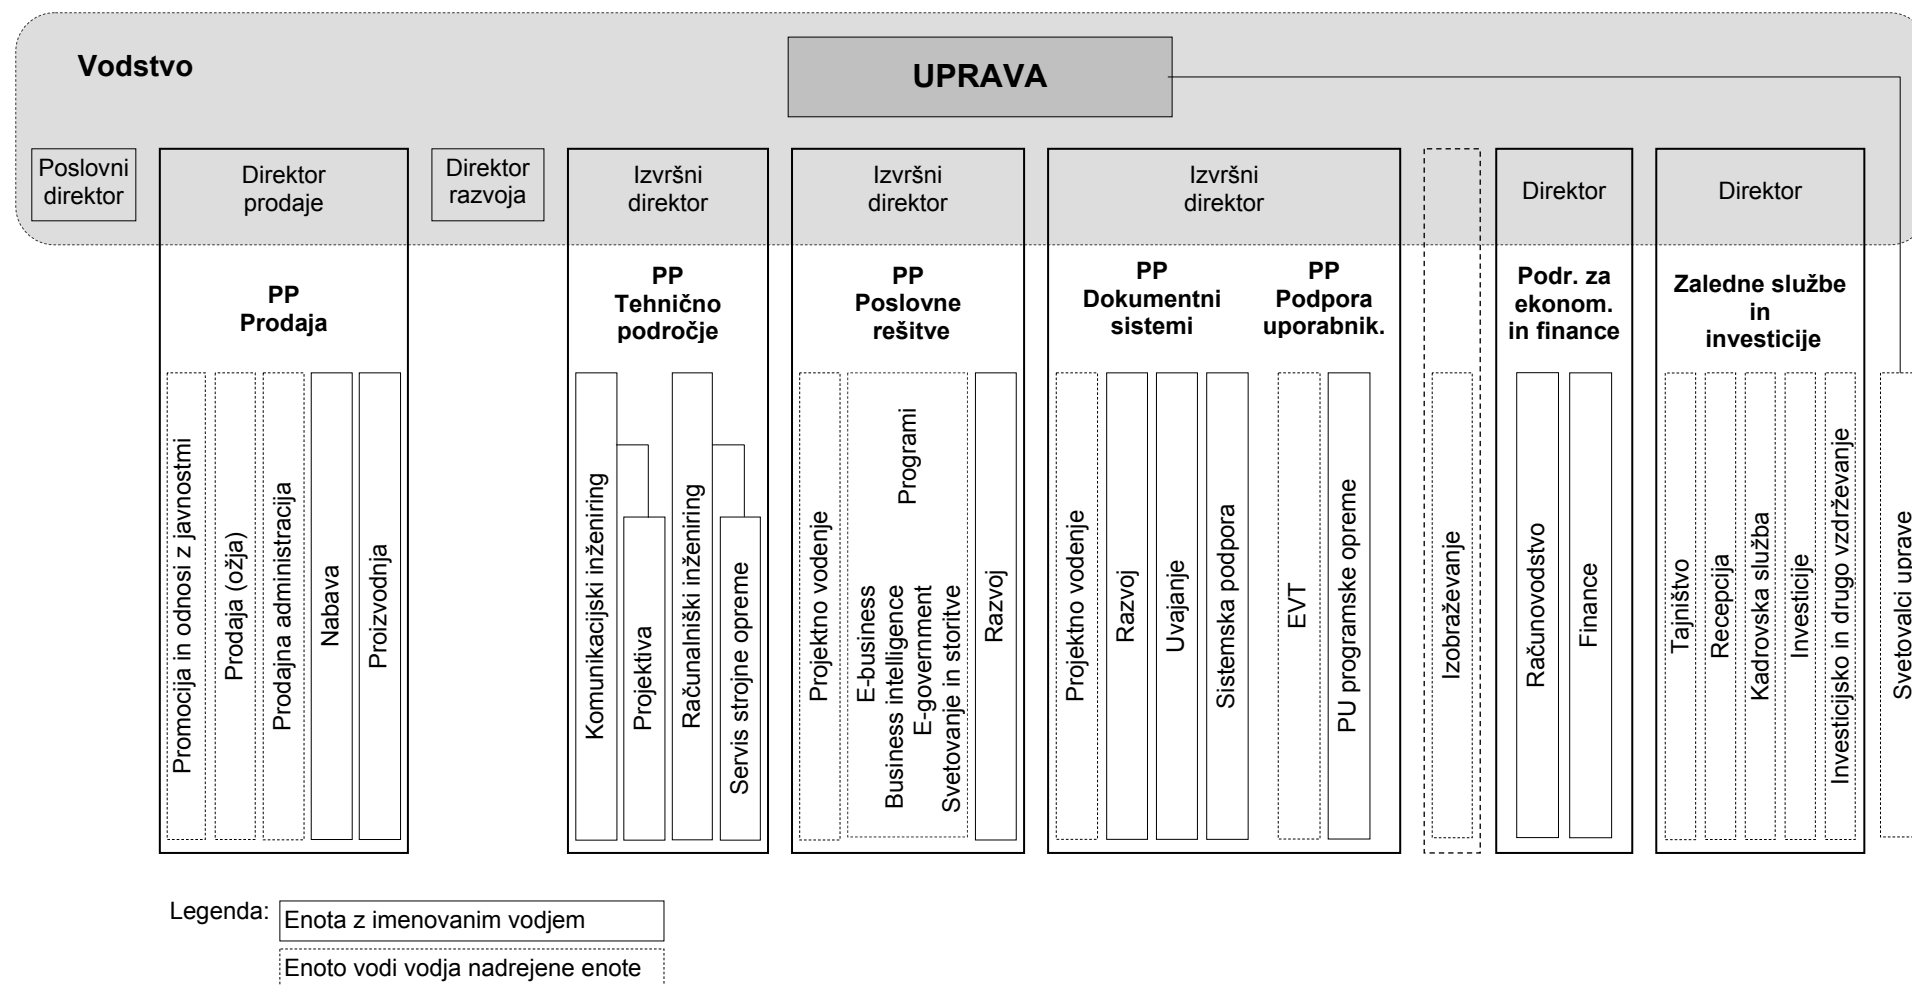 Vodstvo
UPRAVA
Poslovni
direktor
Direktor
prodaje
Direktor
razvoja
Izvršni
direktor
Izvršni
direktor
Izvršni
direktor
Direktor
Direktor
PP
Prodaja
PP
Tehnično
področje
PP
Poslovne
rešitve
PP
Dokumentni
sistemi
PP
Podpora
uporabnik.
Podr. za
ekonom.
in finance
Zaledne službe
in
investicije
Promocija in odnosi z javnostmi
Prodaja (ožja)
Prodajna administracija
Nabava
Proizvodnja
Komunikacijski inženiring
Projektiva
Računalniški inženiring
Servis strojne opreme
Projektno vodenje
Programi
E-business
Business intelligence
E-government
Svetovanje in storitve
Razvoj
Projektno vodenje
Razvoj
Uvajanje
Sistemska podpora
EVT
PU programske opreme
Izobraževanje
Računovodstvo
Finance
Tajništvo
Recepcija
Kadrovska služba
Investicije
Investicijsko in drugo vzdrževanje
Svetovalci uprave
Legenda:
Enota z imenovanim vodjem
Enoto vodi vodja nadrejene enote